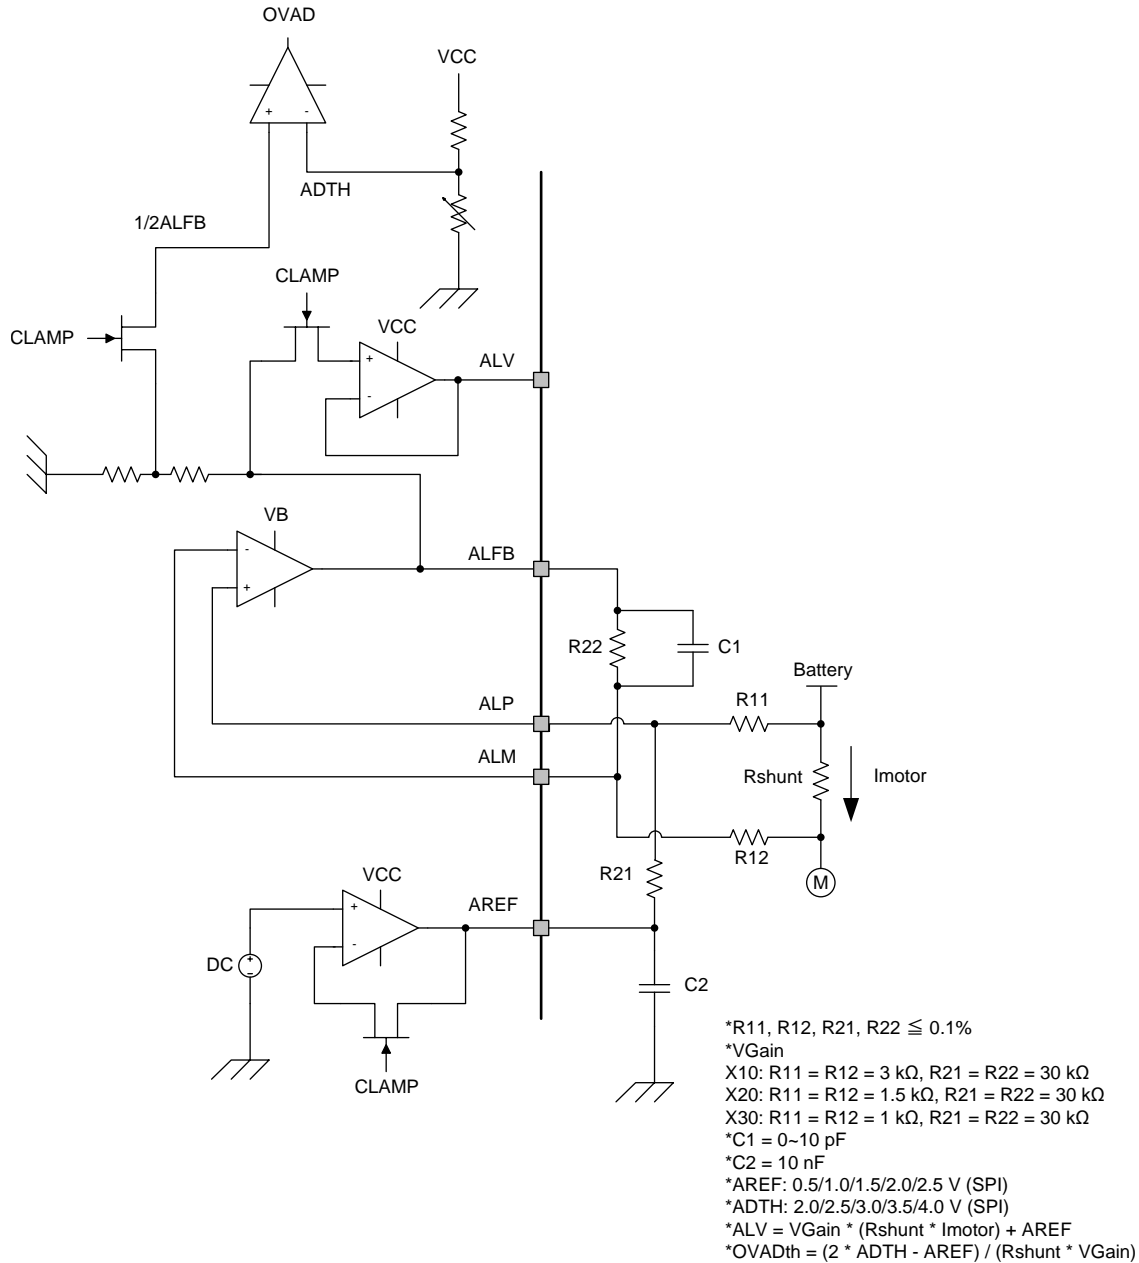 OVAD
VCC
+ -
ADTH
1/2ALFB
CLAMP
CLAMP
VCC
ALV
+
-
VB
ALFB
-
+
R22
C1
Battery
R11
ALP
ALM
Rshunt
Imotor
R12
M
R21
VCC
AREF
+
-
DC
+
-
C2
CLAMP
*R11, R12, R21, R22 ≦ 0.1%
*VGain
X10: R11 = R12 = 3 kΩ, R21 = R22 = 30 kΩ
X20: R11 = R12 = 1.5 kΩ, R21 = R22 = 30 kΩ
X30: R11 = R12 = 1 kΩ, R21 = R22 = 30 kΩ
*C1 = 0~10 pF
*C2 = 10 nF
*AREF: 0.5/1.0/1.5/2.0/2.5 V (SPI)
*ADTH: 2.0/2.5/3.0/3.5/4.0 V (SPI)
*ALV = VGain * (Rshunt * Imotor) + AREF
*OVADth = (2 * ADTH - AREF) / (Rshunt * VGain)